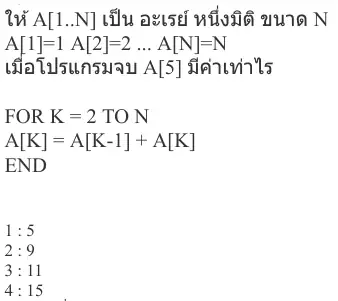 ให้ A[1..N] เป็น อะเรย์ หนึ่งมิติ ขนาด N
A[1]=1 A[2]=2 ... A[N]=N
เมื่อโปรแกรมจบ A[5] มีค่าเท่าไร
FOR K = 2 TO N
A[K] = A[K-1] + A[K]
END
1 : 5
2 : 9
3 : 11
4 : 15